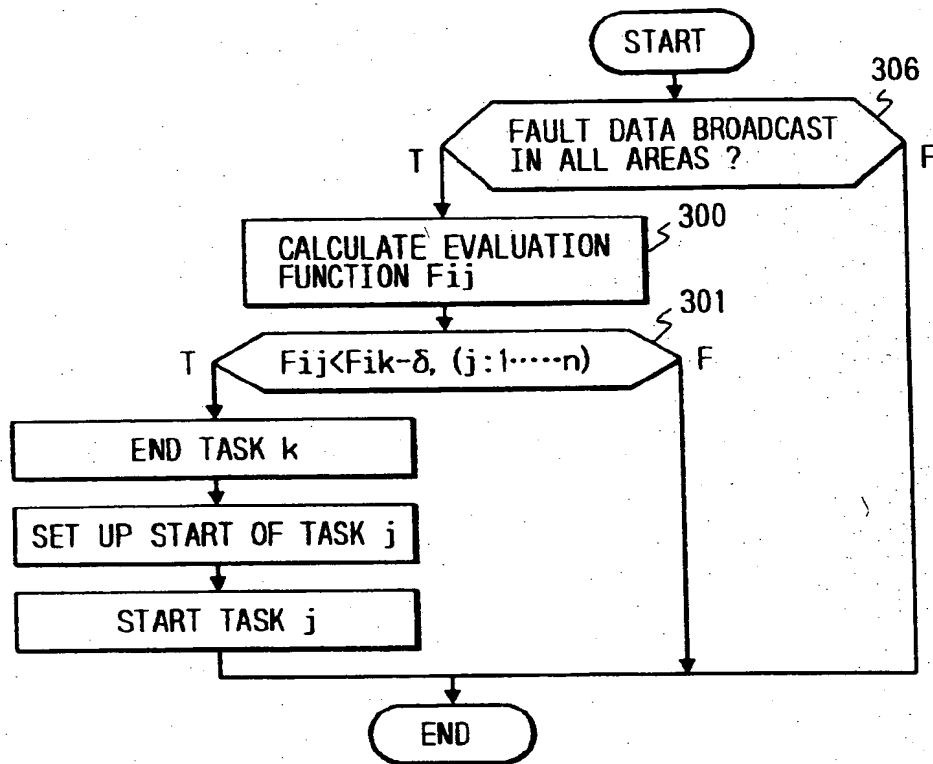 START
306
FAULT DATA BROADCAST
IN ALL AREAS ?
T
F
300
CALCULATE EVALUATION
FUNCTION Fij
301
T
Fij<Fik-δ, (j:1·····n)
F
END TASK k
SET UP START OF TASK j
START TASK j
END